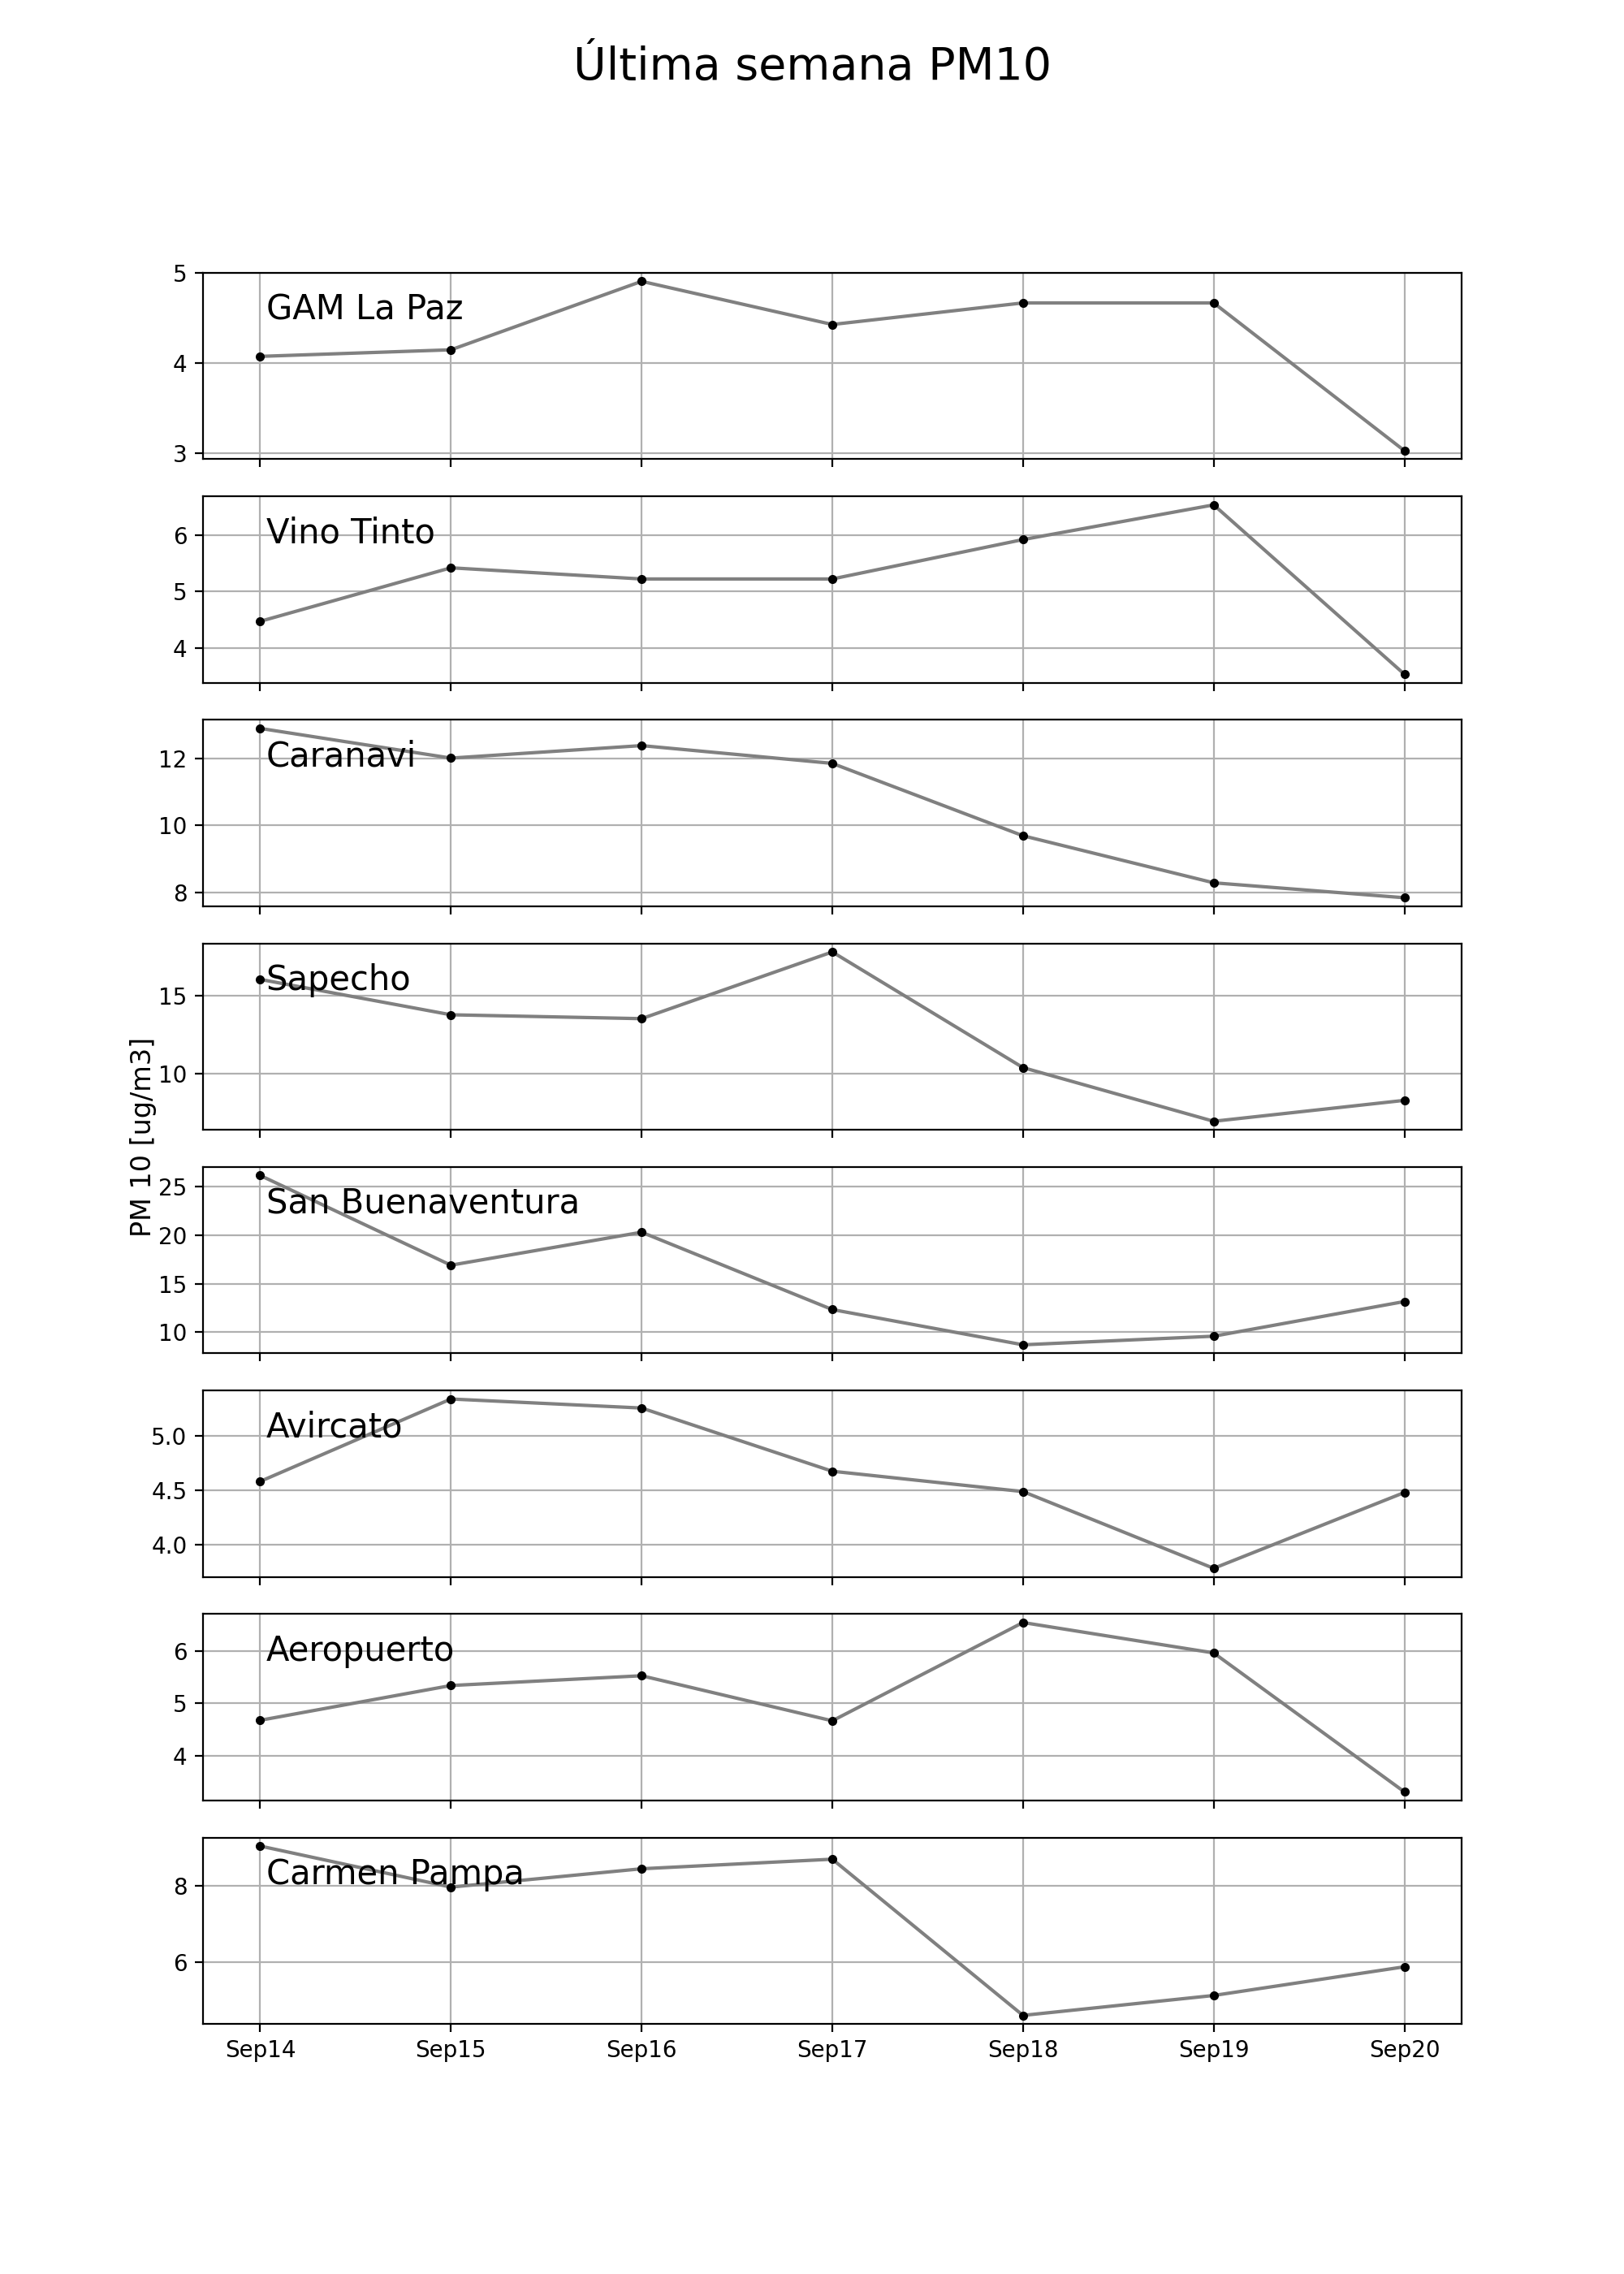 Última semana PM10
5
GAM La Paz
4
3
Vino Tinto
6
5
4
Caranavi
12
10
8
Sapecho
15
10
PM 10 [ug/m3]
25
San Buenaventura
20
15
10
Avircato
5.0
4.5
4.0
Aeropuerto
6
5
4
Carmen Pampa
8
6
Sep14 Sep15 Sep16 Sep17 Sep18 Sep19 Sep20